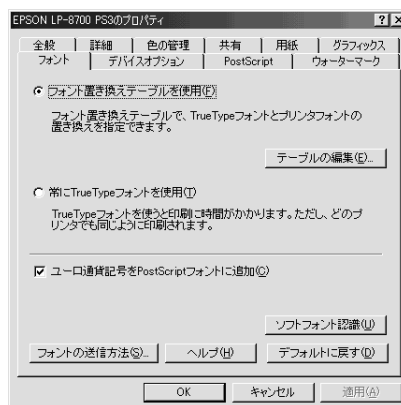 EPSON LP-8700 PS3のプロパティ
全般 詳細 色の管理 共有 用紙 グラフィックス
フォント デバイスオプション PostScript ウォーターマーク
フォント置き換えテーブルを使用(F)
フォント置き換えテーブルで、TrueTypeフォントとプリンタフォントの
置き換えを指定できます。
テーブルの編集(E)...
常にTrueTypeフォントを使用(T)
TrueTypeフォントを使うと印刷に時間がかかります。ただし、どのプ
リンタでも同じように印刷されます。
ユーロ通貨記号をPostScriptフォントに追加(C)
ソフトフォント認識(U)
フォントの送信方法(S)... ヘルプ(H) デフォルトに戻す(D)
OK キャンセル 適用(A)